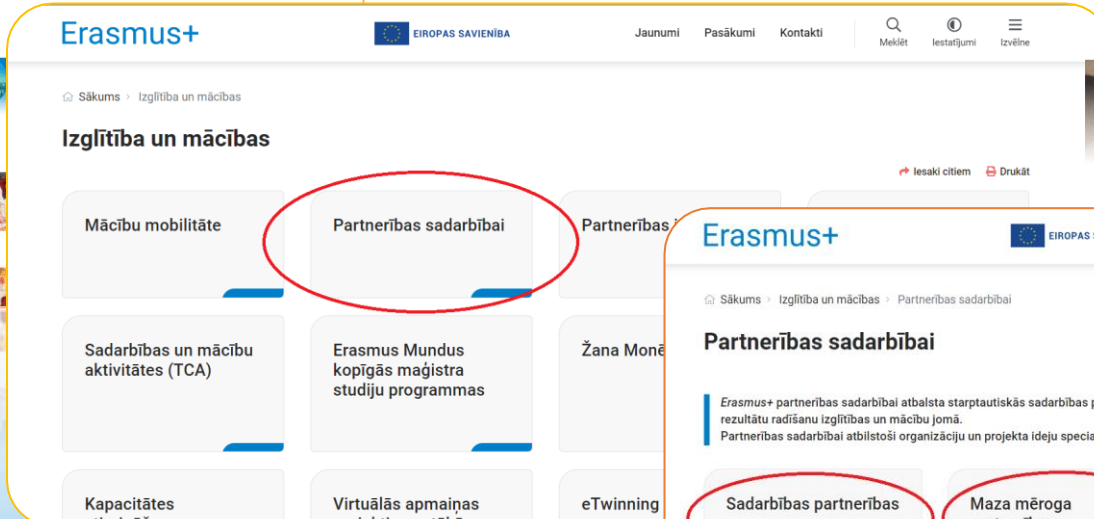 Erasmus+
EIROPAS SAVIENĪBA
Jaunumi Pasākumi Kontakti
Meklēt Iestatījumi Izvēlne
Sākums > Izglītība un mācības
Izglītība un mācības
Iesaki citiem Drukāt
Mācību mobilitāte
Partnerības sadarbībai
Partnerības
Sadarbības un mācību
aktivitātes (TCA)
Erasmus Mundus
kopīgās maģistra
studiju programmas
Žana
Kapacitātes
Virtuālās apmaiņas
eTwinning
Erasmus+
EIROPAS
Sākums > Izglītība un mācības > Partnerības sadarbībai
Partnerības sadarbībai
Erasmus+ partnerības sadarbībai atbalsta starptautiskās sadarbības
rezultātu radīšanu izglītības un mācību jomā.
Partnerības sadarbībai atbilstoši organizāciju un projekta ideju
Sadarbības partnerības
Maza mēroga